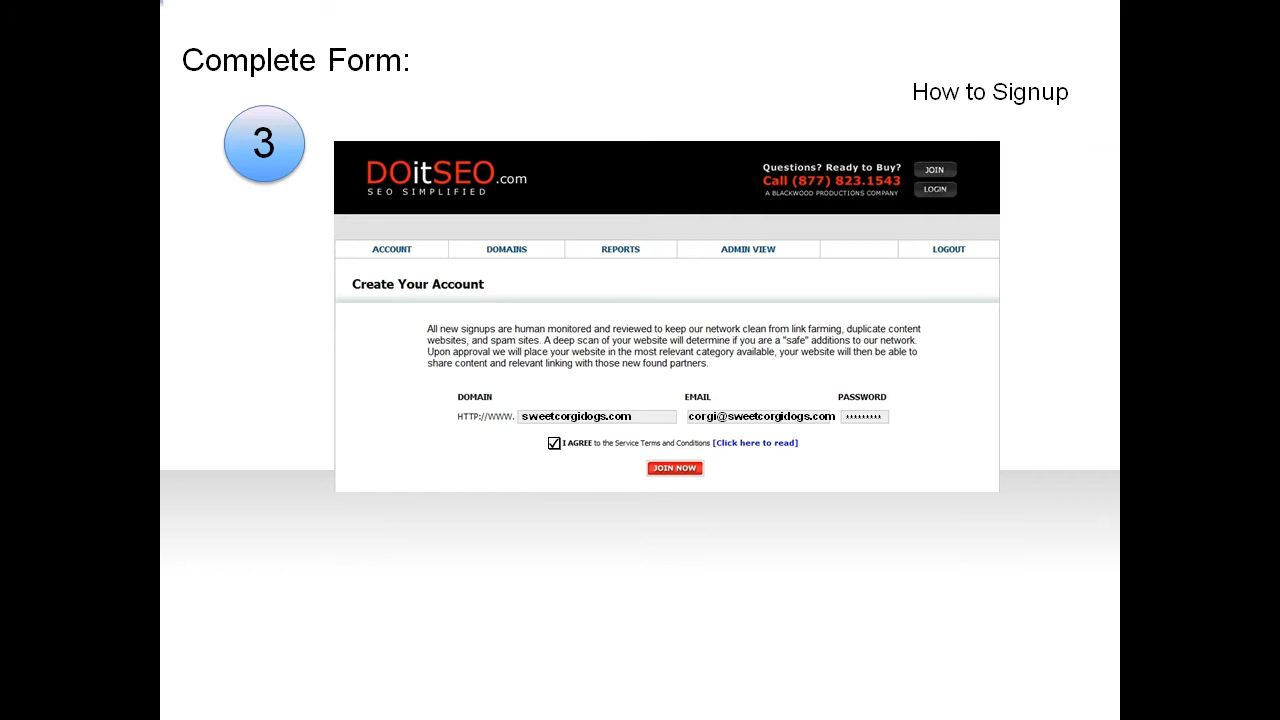 Complete Form:
How to Signup
3
DOitSEO.com
SEO SIMPLIFIED
Questions? Ready to Buy?
Call (877) 823.1543
A BLACKWOOD PRODUCTIONS COMPANY
JOIN
LOGIN
ACCOUNT DOMAINS REPORTS ADMIN VIEW LOGOUT
Create Your Account
All new signups are human monitored and reviewed to keep our network clean from link farming, duplicate content
websites, and spam sites. A deep scan of your website will determine if you are a "safe" additions to our network.
Upon approval we will place your website in the most relevant category available, your website will then be able to
share content and relevant linking with those new found partners.
DOMAIN EMAIL PASSWORD
HTTP://WWW. sweetcorgidogs.com corgi@sweetcorgidogs.com *********
I AGREE to the Service Terms and Conditions [Click here to read]
JOIN NOW